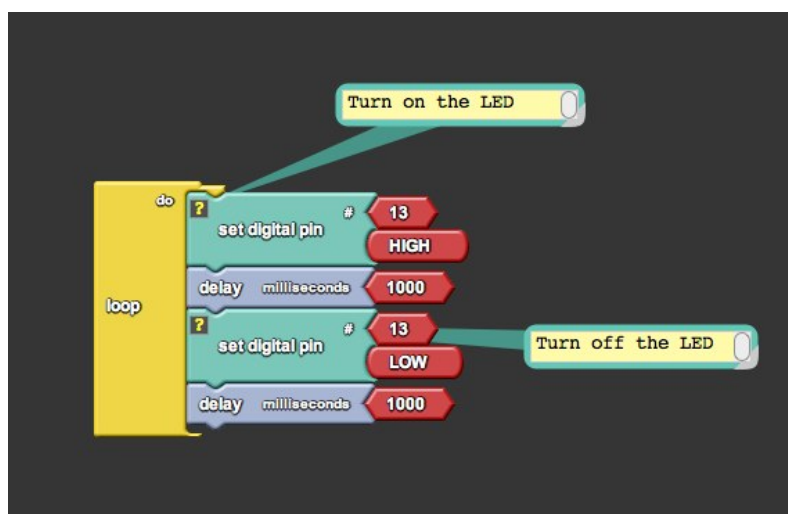 Turn on the LED
do
?
set digital pin # 13
HIGH
delay milliseconds 1000
loop
?
set digital pin # 13
LOW
Turn off the LED
delay milliseconds 1000